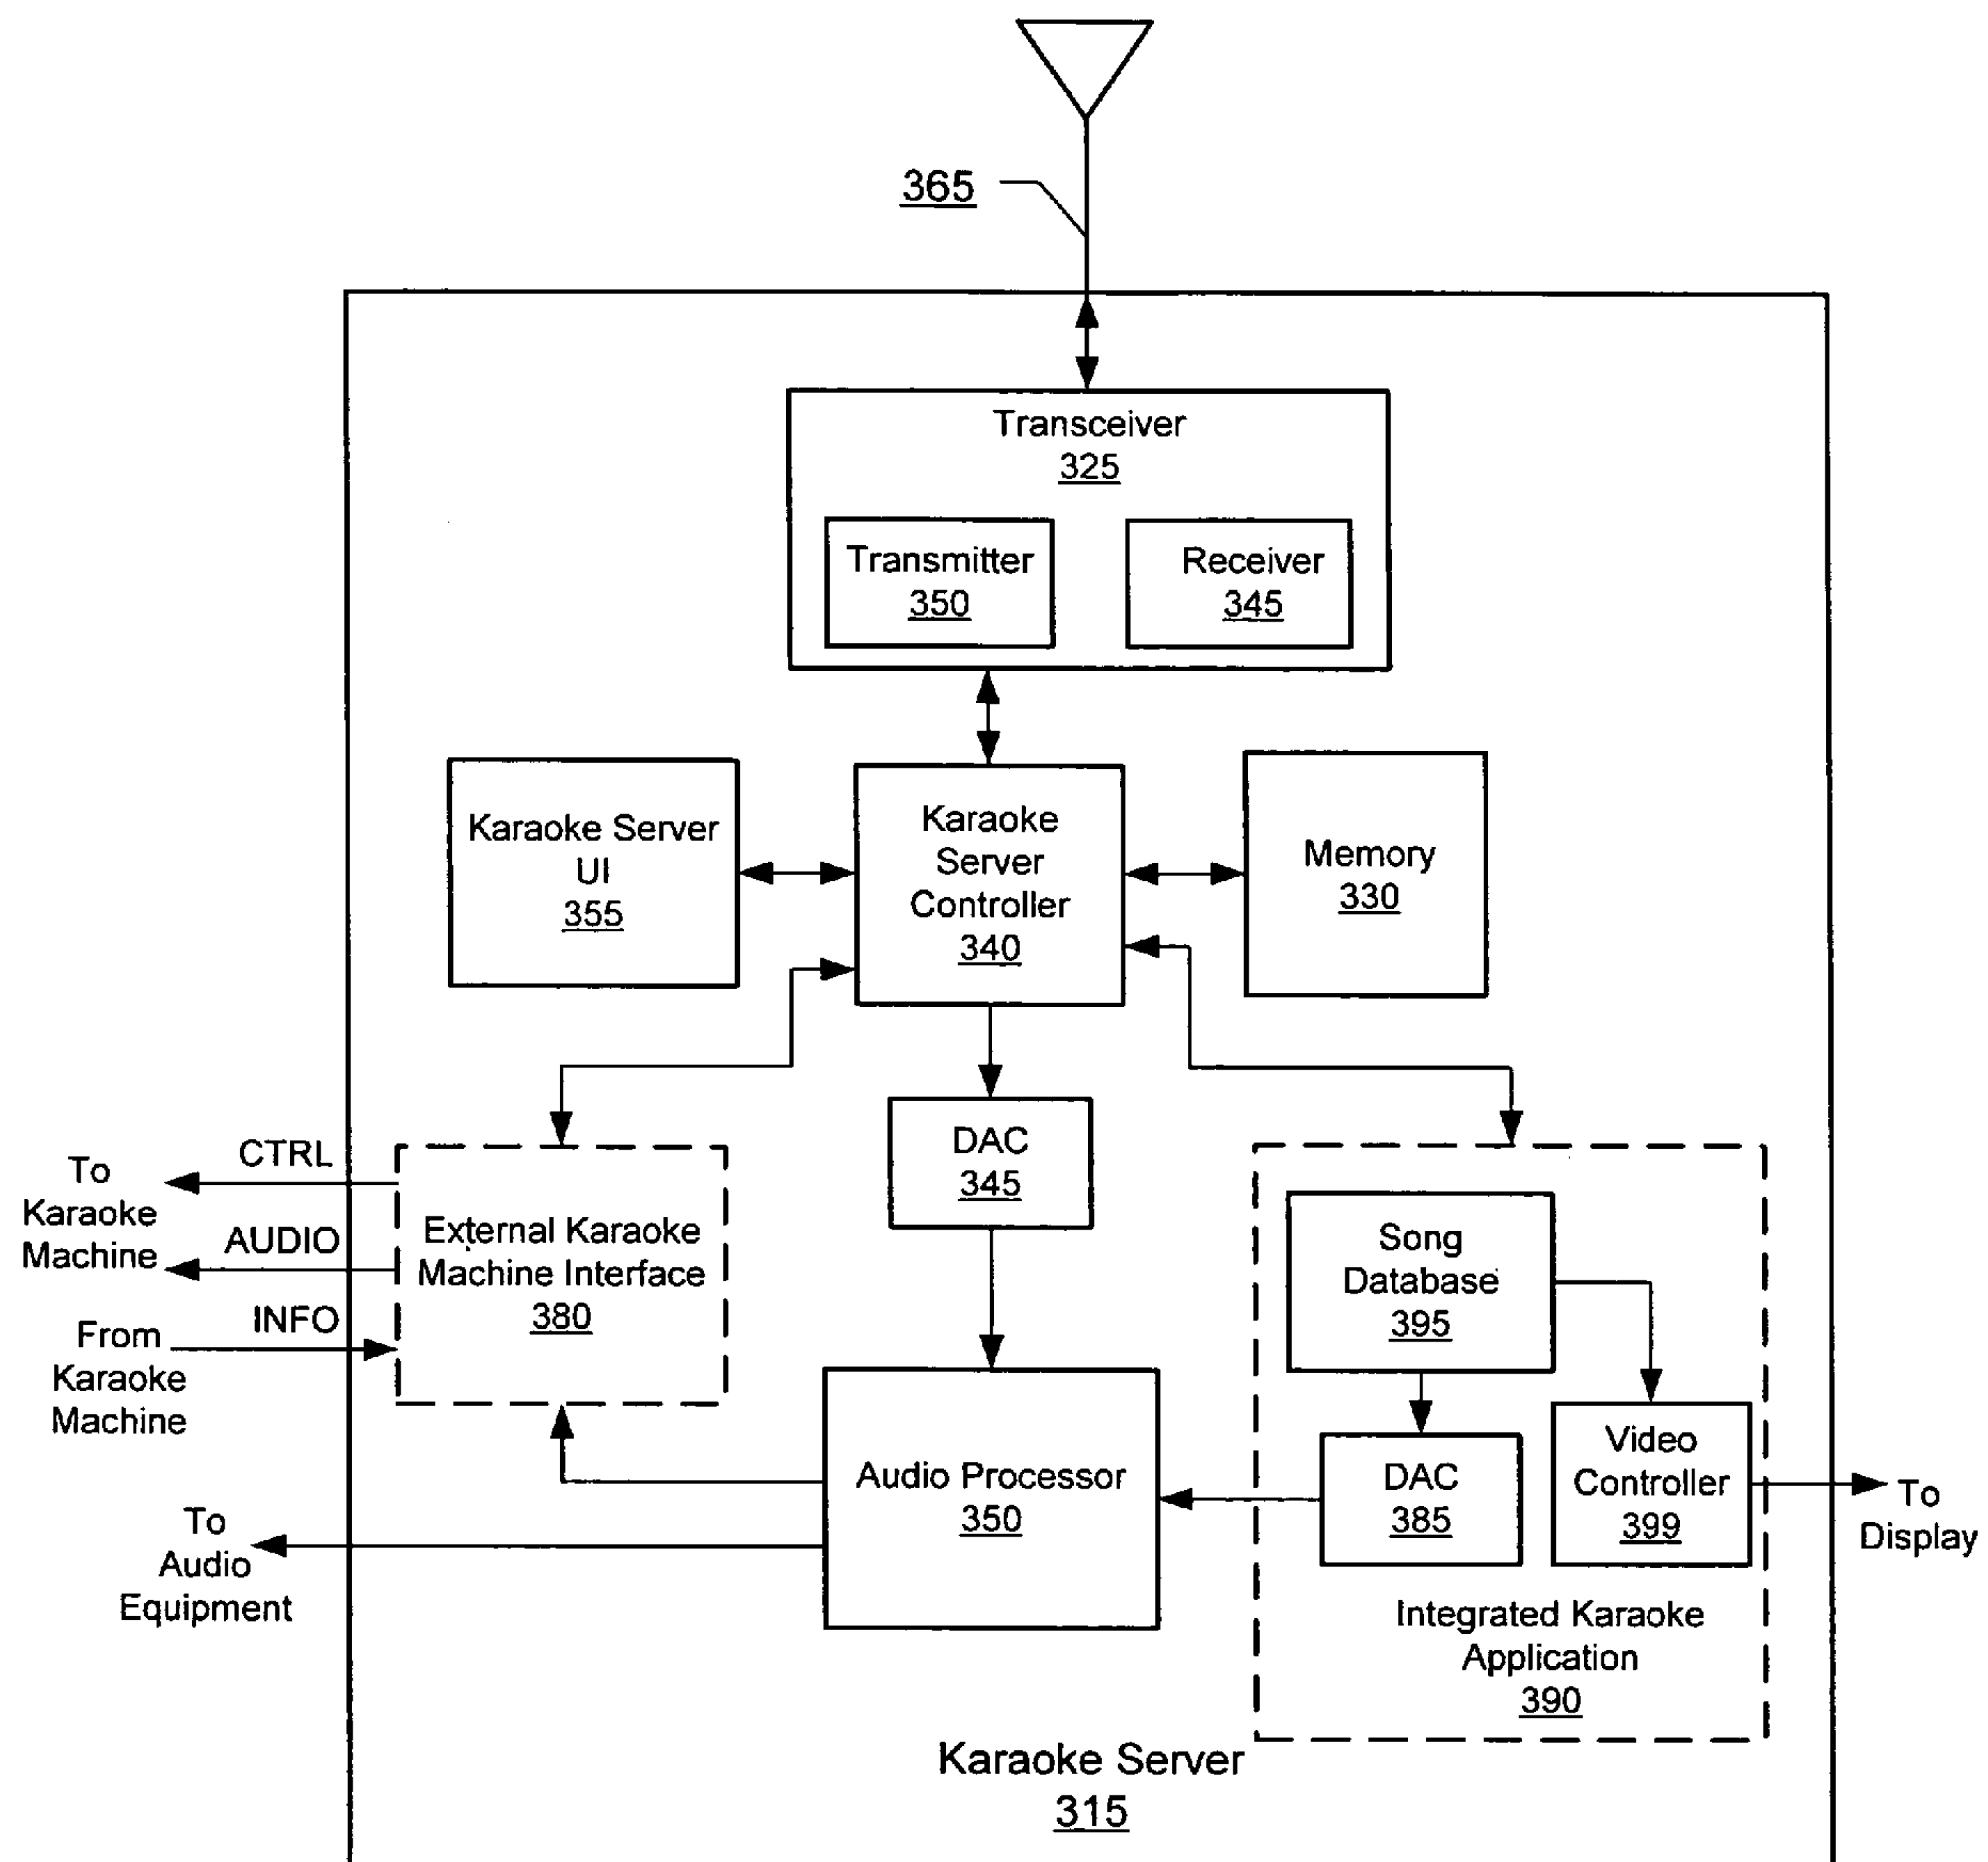 365
Transceiver
325
Transmitter
350
Receiver
345
Karaoke Server
UI
355
Karaoke
Server
Controller
340
Memory
330
DAC
345
CTRL
To
Karaoke
Machine
AUDIO
INFO
From
Karaoke
Machine
External Karaoke
Machine Interface
380
Song
Database
395
Audio Processor
350
DAC
385
Video
Controller
399
To
Display
To
Audio
Equipment
Integrated Karaoke
Application
390
Karaoke Server
315